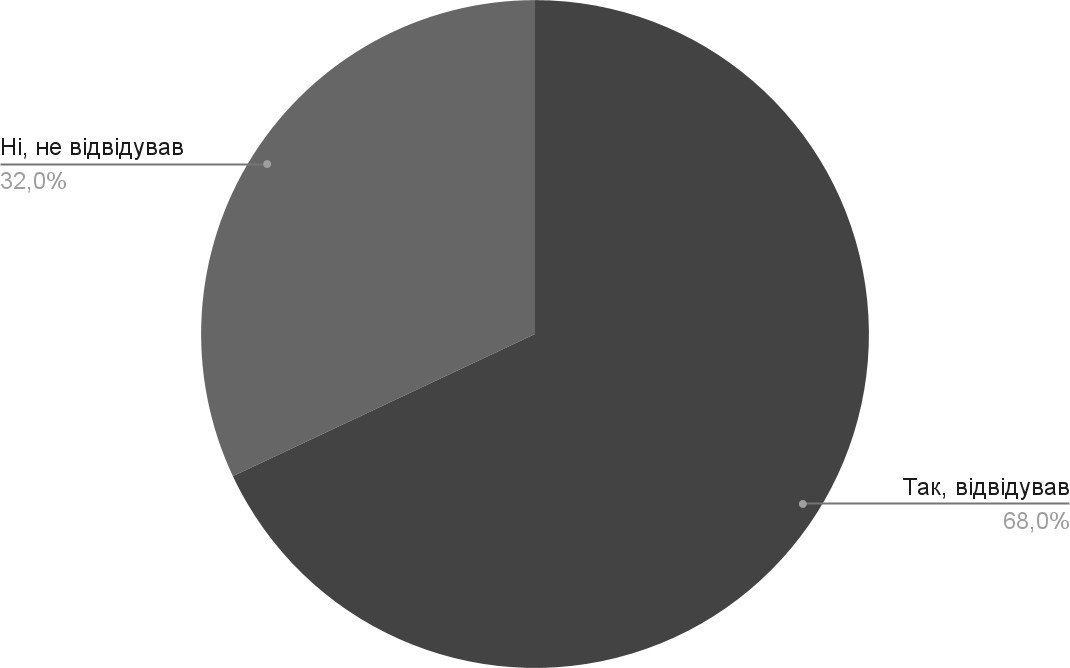 Ні, не відвідував
32,0%
Так, відвідував
68,0%